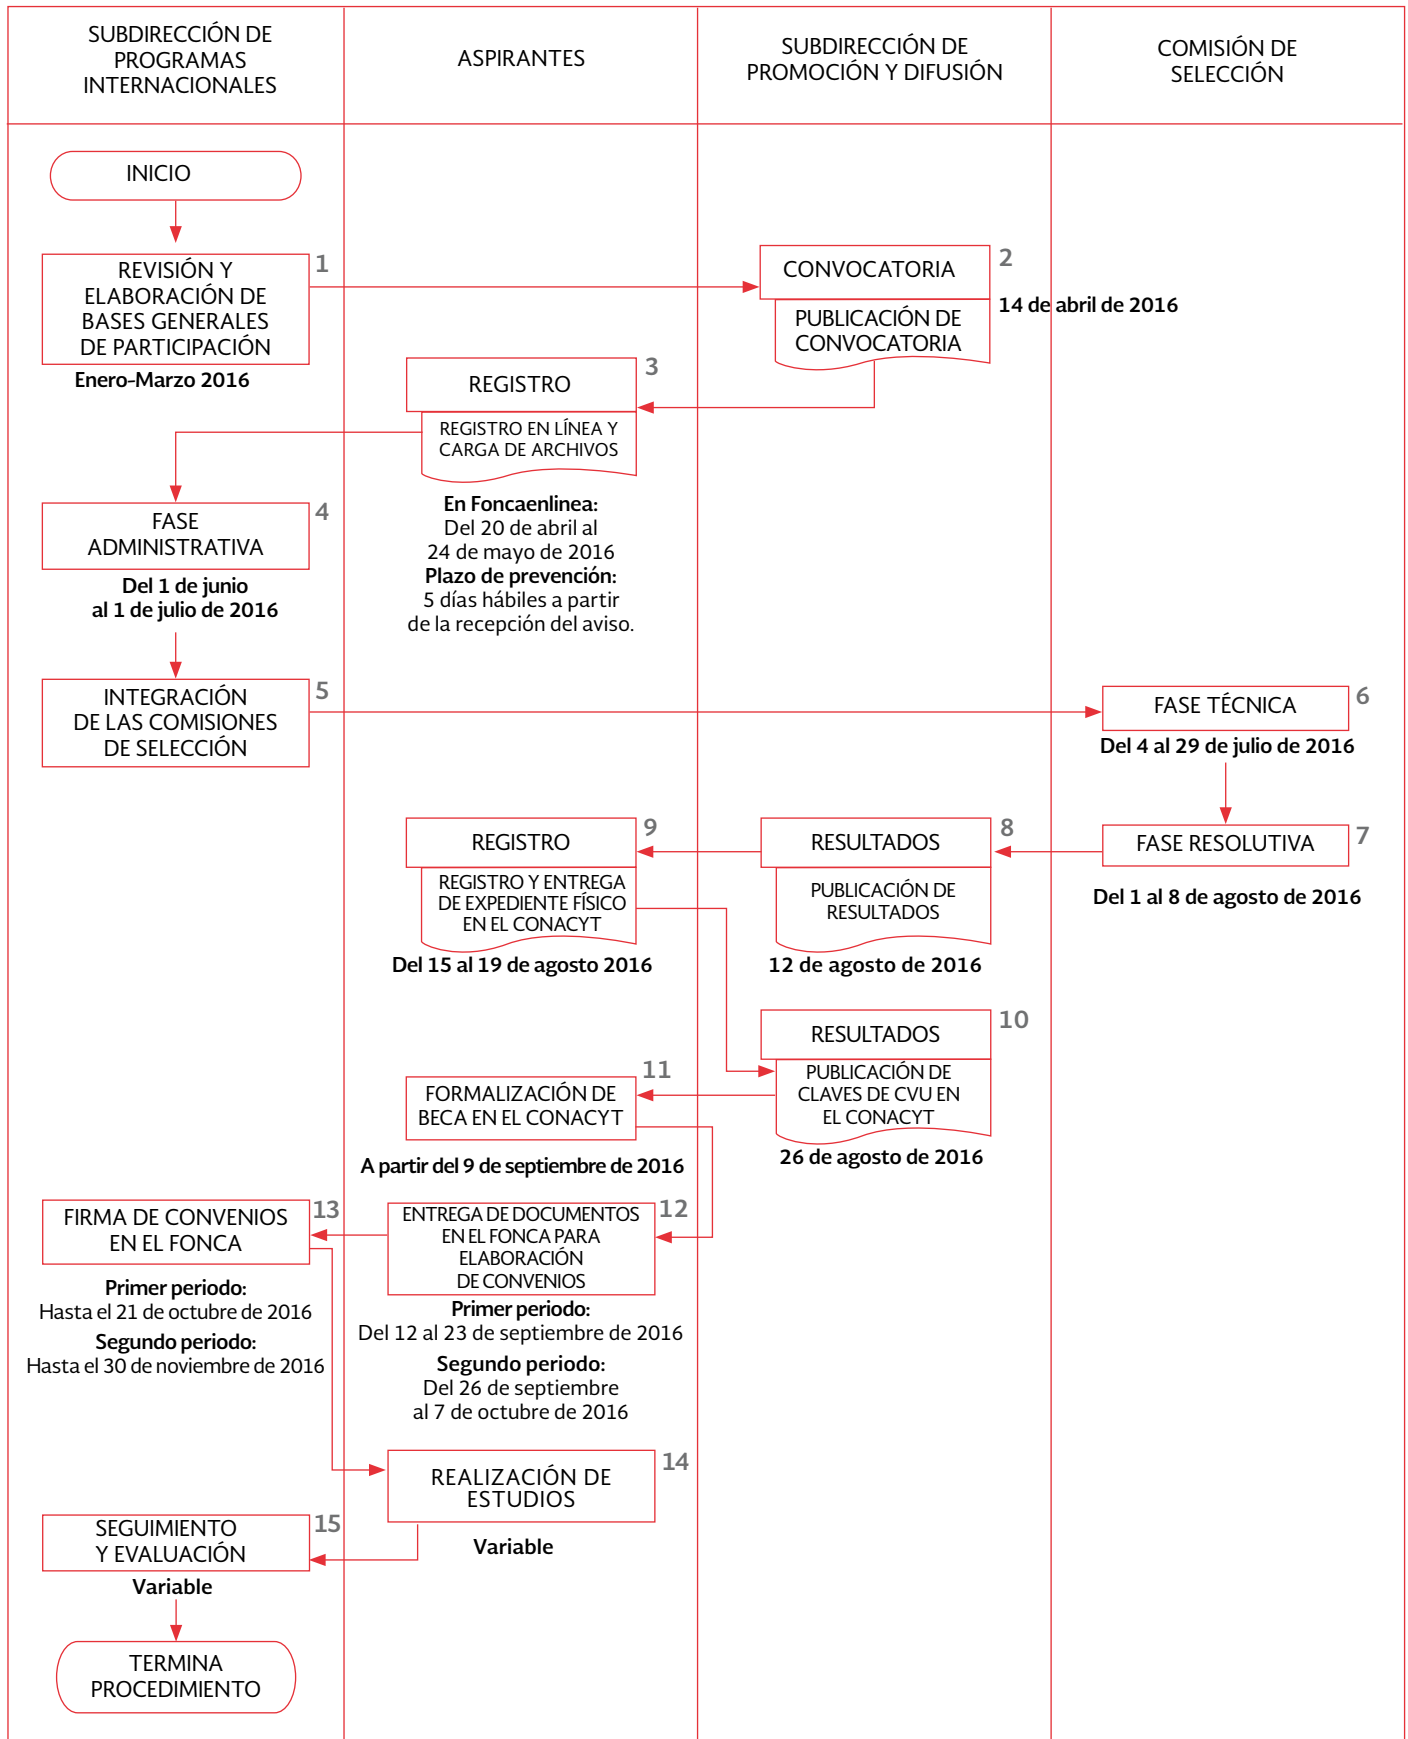 SUBDIRECCIÓN DE
PROGRAMAS
INTERNACIONALES
ASPIRANTES
SUBDIRECCIÓN DE
PROMOCIÓN Y DIFUSIÓN
COMISIÓN DE
SELECCIÓN
INICIO
1
REVISIÓN Y
ELABORACIÓN DE
BASES GENERALES
DE PARTICIPACIÓN
Enero-Marzo 2016
2
CONVOCATORIA
PUBLICACIÓN DE
CONVOCATORIA
14 de abril de 2016
3
REGISTRO
REGISTRO EN LÍNEA Y
CARGA DE ARCHIVOS
En Foncaenlinea:
Del 20 de abril al
24 de mayo de 2016
Plazo de prevención:
5 días hábiles a partir
de la recepción del aviso.
4
FASE
ADMINISTRATIVA
Del 1 de junio
al 1 de julio de 2016
5
INTEGRACIÓN
DE LAS COMISIONES
DE SELECCIÓN
6
FASE TÉCNICA
Del 4 al 29 de julio de 2016
7
FASE RESOLUTIVA
Del 1 al 8 de agosto de 2016
8
RESULTADOS
PUBLICACIÓN DE
RESULTADOS
12 de agosto de 2016
9
REGISTRO
REGISTRO Y ENTREGA
DE EXPEDIENTE FÍSICO
EN EL CONACYT
Del 15 al 19 de agosto 2016
10
RESULTADOS
PUBLICACIÓN DE
CLAVES DE CVU EN
EL CONACYT
26 de agosto de 2016
11
FORMALIZACIÓN DE
BECA EN EL CONACYT
A partir del 9 de septiembre de 2016
12
ENTREGA DE DOCUMENTOS
EN EL FONCA PARA
ELABORACIÓN
DE CONVENIOS
Primer periodo:
Del 12 al 23 de septiembre de 2016
Segundo periodo:
Del 26 de septiembre
al 7 de octubre de 2016
13
FIRMA DE CONVENIOS
EN EL FONCA
Primer periodo:
Hasta el 21 de octubre de 2016
Segundo periodo:
Hasta el 30 de noviembre de 2016
14
REALIZACIÓN DE
ESTUDIOS
Variable
15
SEGUIMIENTO
Y EVALUACIÓN
Variable
TERMINA
PROCEDIMIENTO